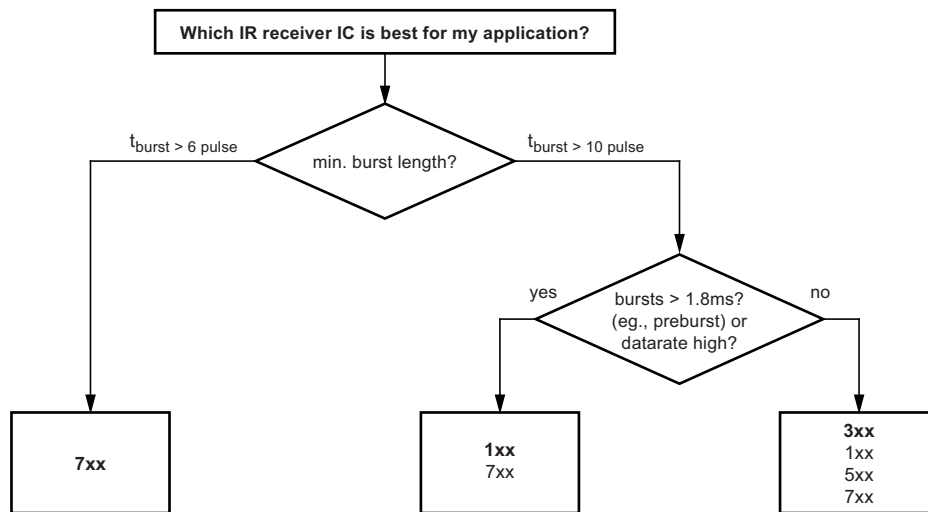 Which IR receiver IC is best for my application?
tburst > 6 pulse
min. burst length?
tburst > 10 pulse
yes
bursts > 1.8ms?
(eg., preburst) or
datarate high?
no
7xx
1xx
7xx
3xx
1xx
5xx
7xx